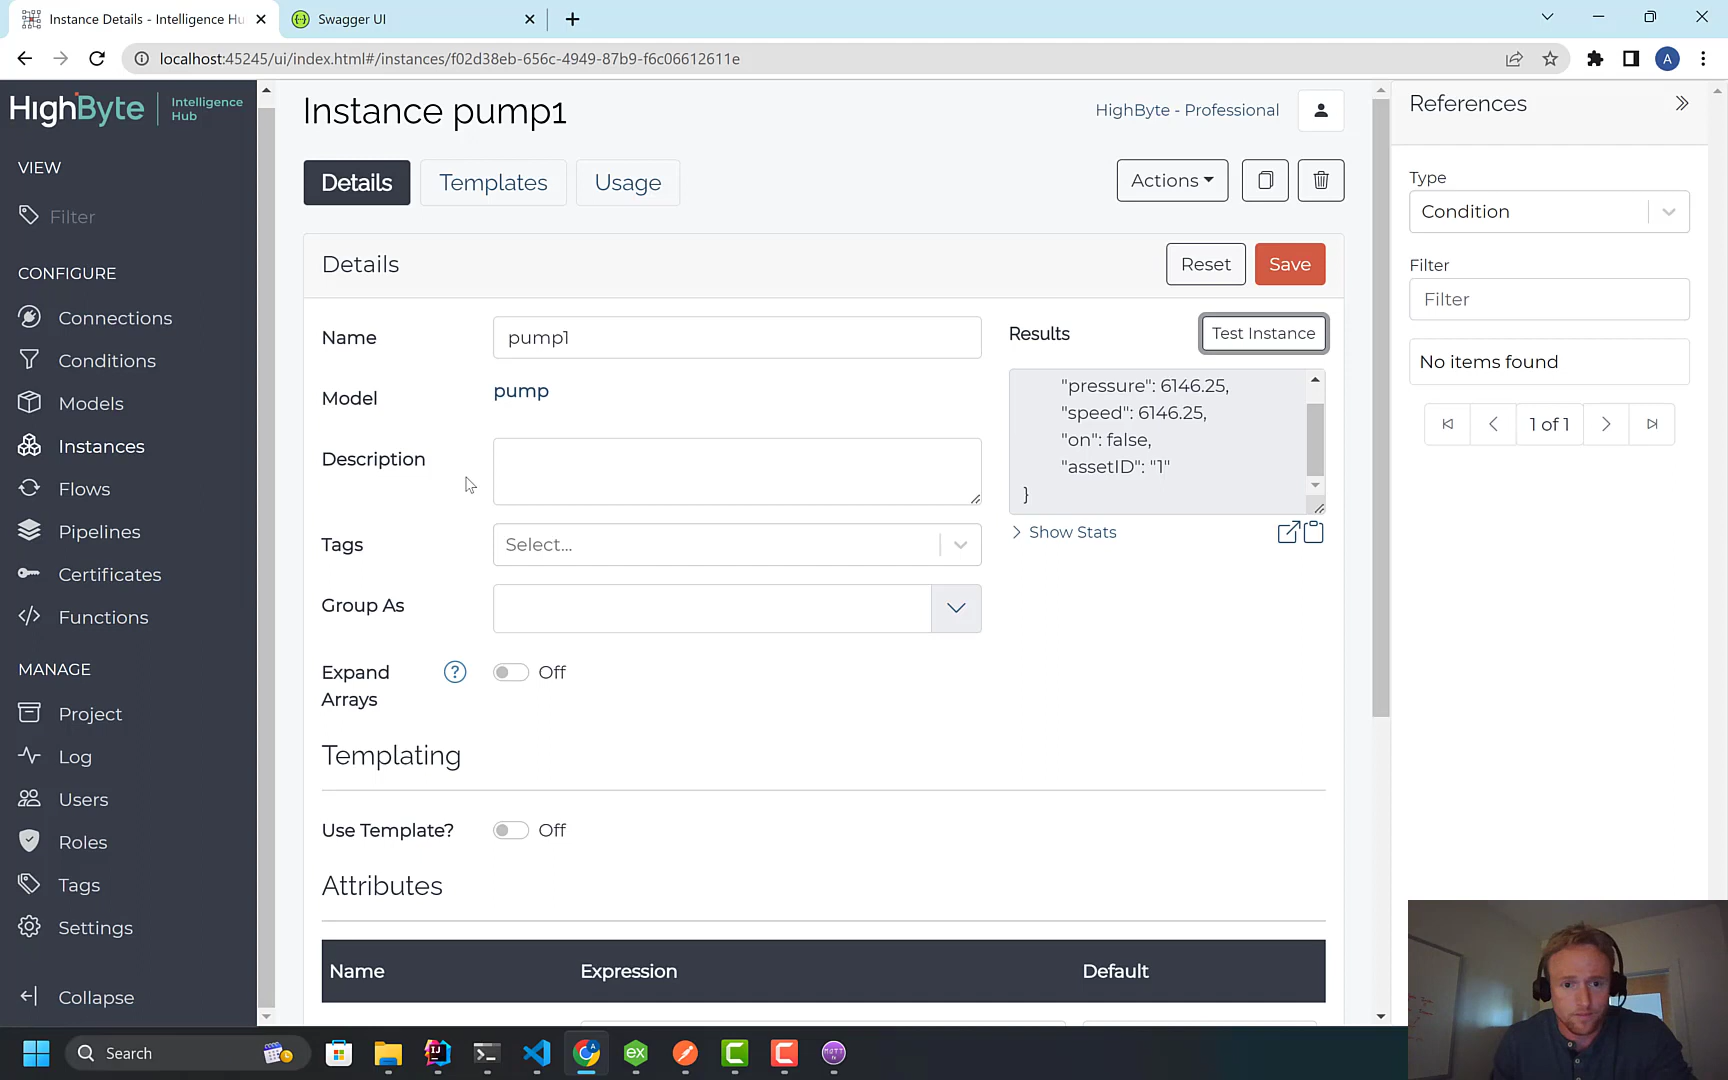 Instance Details - Intelligence Hu
Swagger UI
localhost:45245/ui/index.html#/instances/f02d38eb-656c-4949-87b9-f6c06612611e
A
HighByte
Intelligence
Hub
VIEW
Filter
CONFIGURE
Connections
Conditions
Models
Instances
Flows
Pipelines
Certificates
Functions
MANAGE
Project
Log
Users
Roles
Tags
Settings
Collapse
Instance pump1
HighByte - Professional
Details
Templates
Usage
Actions
Details
Reset
Save
Name
pump1
Model
pump
Description
Tags
Select...
Group As
Expand
Arrays
?
Off
Results
Test Instance
"pressure": 6146.25,
"speed": 6146.25,
"on": false,
"assetID": "1"
}
Show Stats
Templating
Use Template?
Off
Attributes
Name
Expression
Default
References
Type
Condition
Filter
Filter
No items found
1 of 1
Search